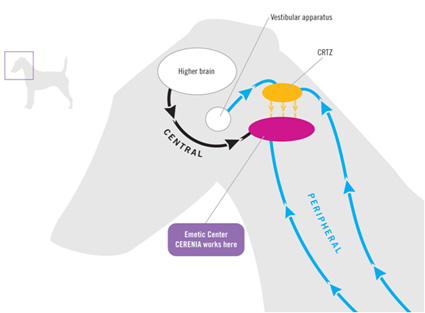 Vestibular apparatus
CRTZ
Higher brain
CENTRAL
PERIPHERAL
Emetic Center
CERENIA works here